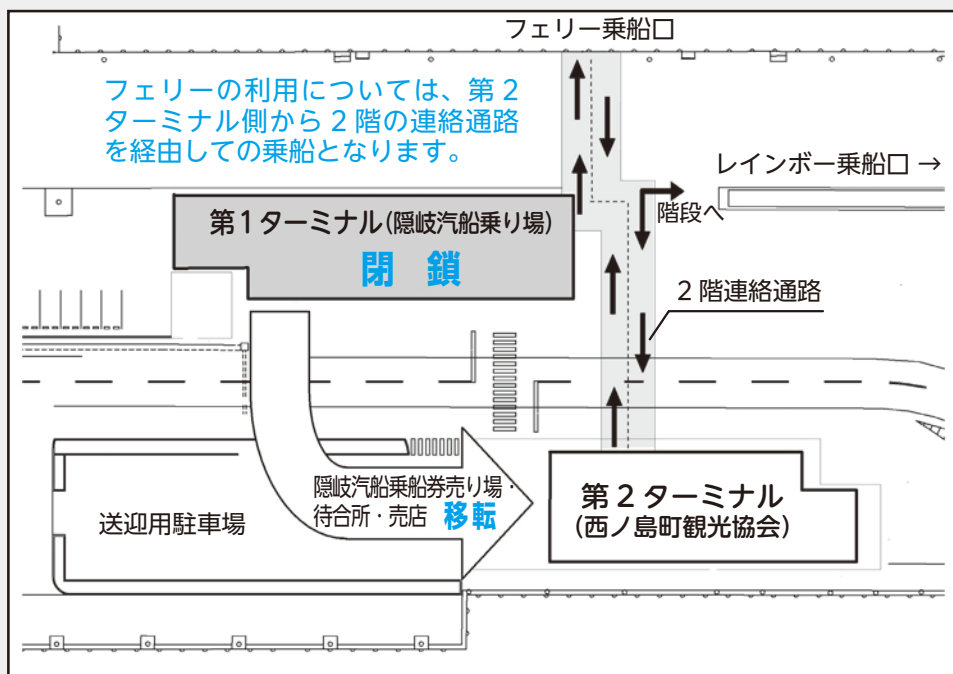 フェリー乗船口
フェリーの利用については、第2
ターミナル側から2階の連絡通路
を経由しての乗船となります。
レインボー乗船口 →
階段へ
第1ターミナル(隠岐汽船乗り場)
閉 鎖
2階連絡通路
隠岐汽船乗船券売り場・
待合所・売店 移転
送迎用駐車場
第2ターミナル
(西ノ島町観光協会)